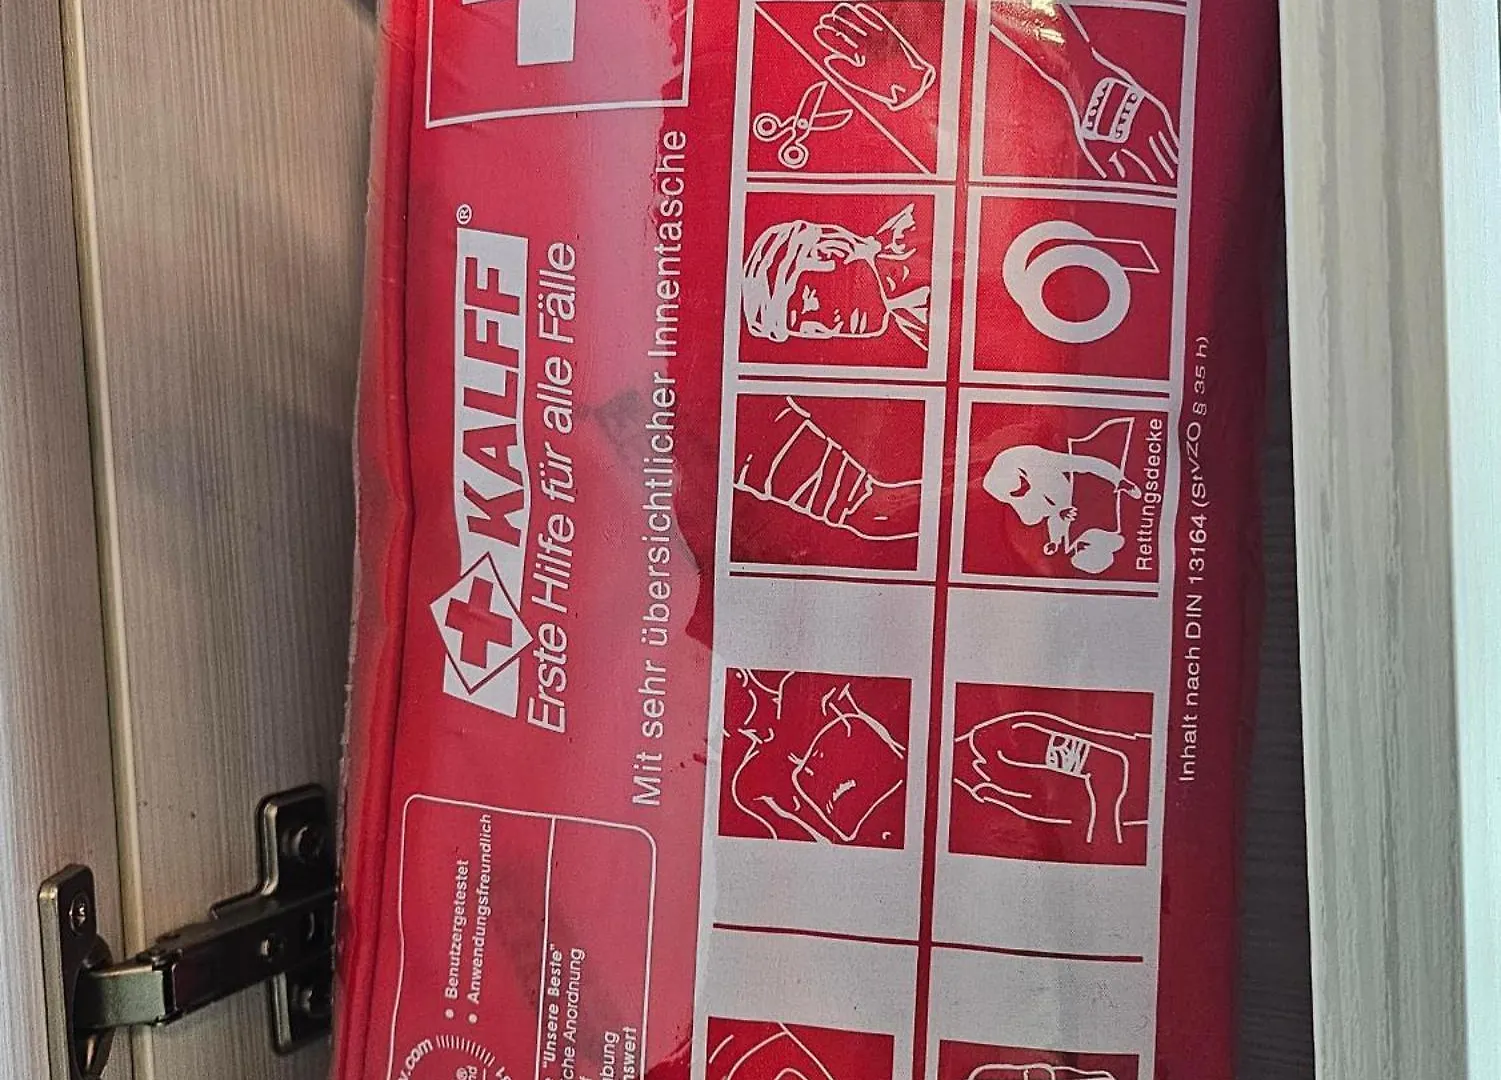 KALFF®
Erste Hilfe für alle Fälle
Mit sehr übersichtlicher Innentasche
• Benutzergetestet
• Anwendungsfreundlich
"Unsere Beste"
Anordnung
Rettungsdecke
Inhalt nach DIN 13164 (StVZO § 35 h)